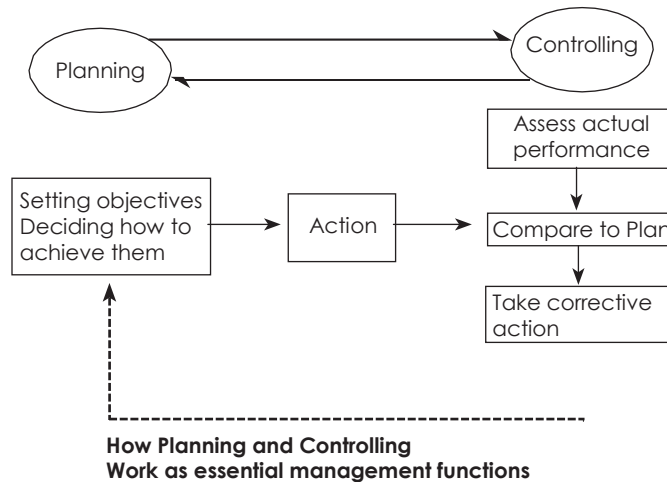 Planning
Controlling
Assess actual
performance
Setting objectives
Deciding how to
achieve them
Action
Compare to Plan
Take corrective
action
How Planning and Controlling
Work as essential management functions